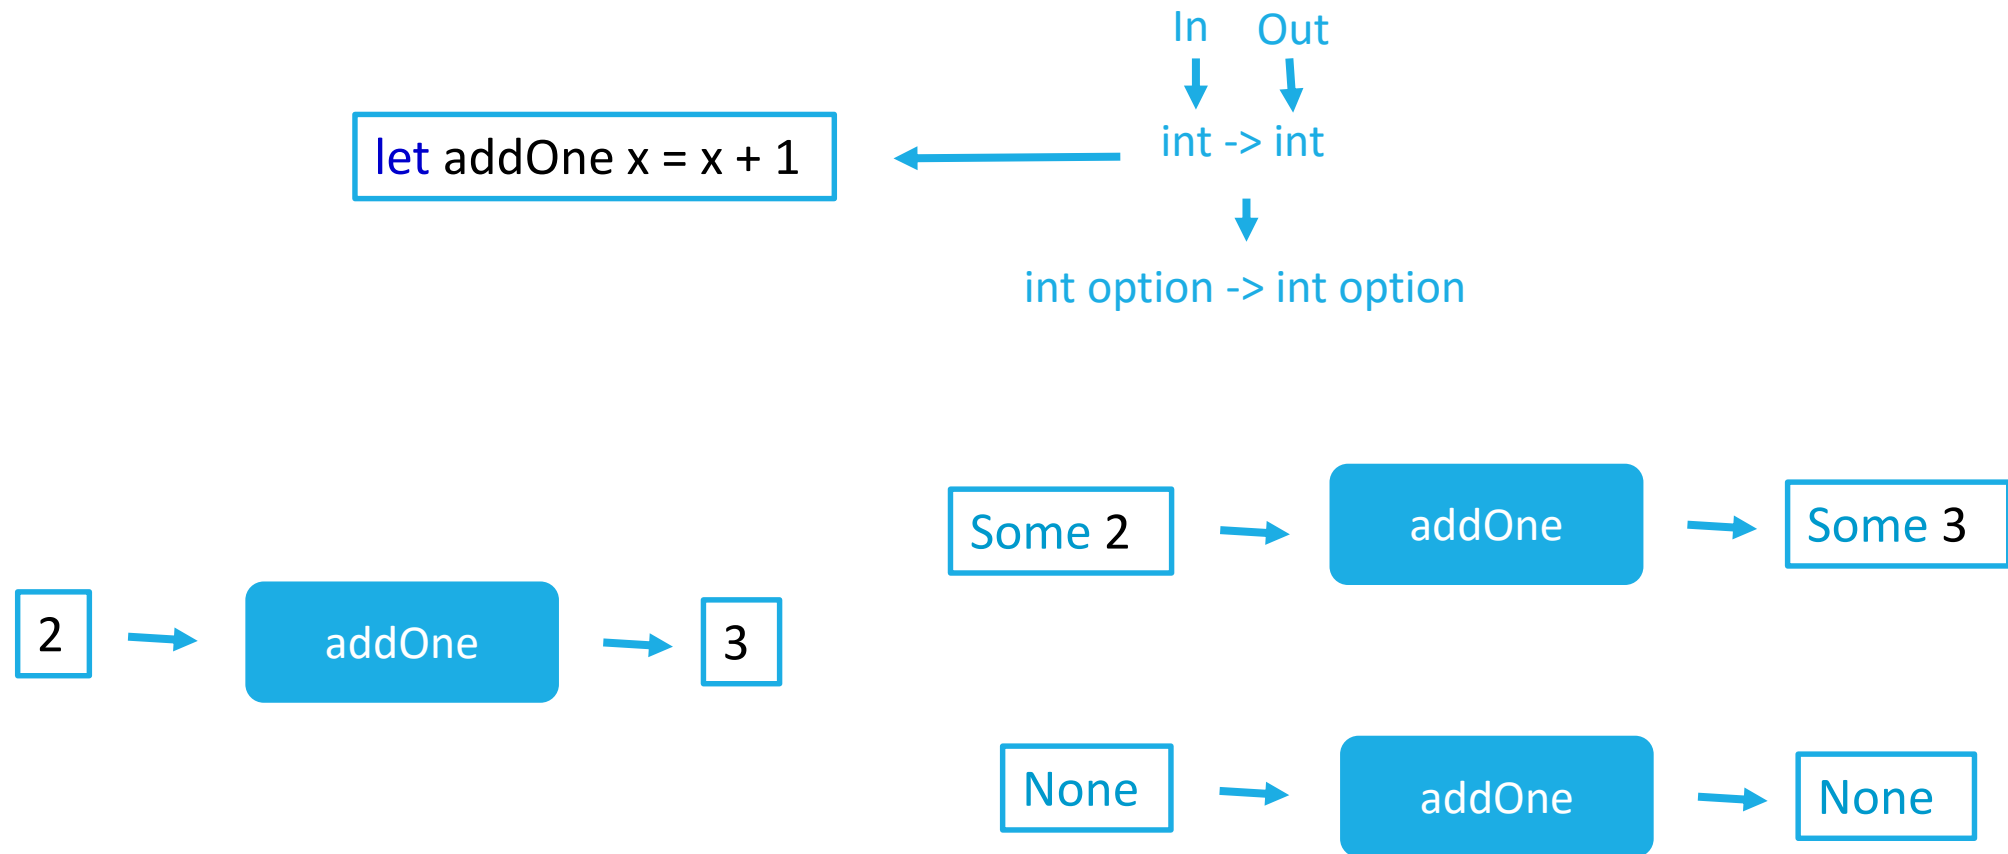 In Out
let addOne x = x + 1
int -> int
int option -> int option
2
addOne
3
Some 2
addOne
Some 3
None
addOne
None